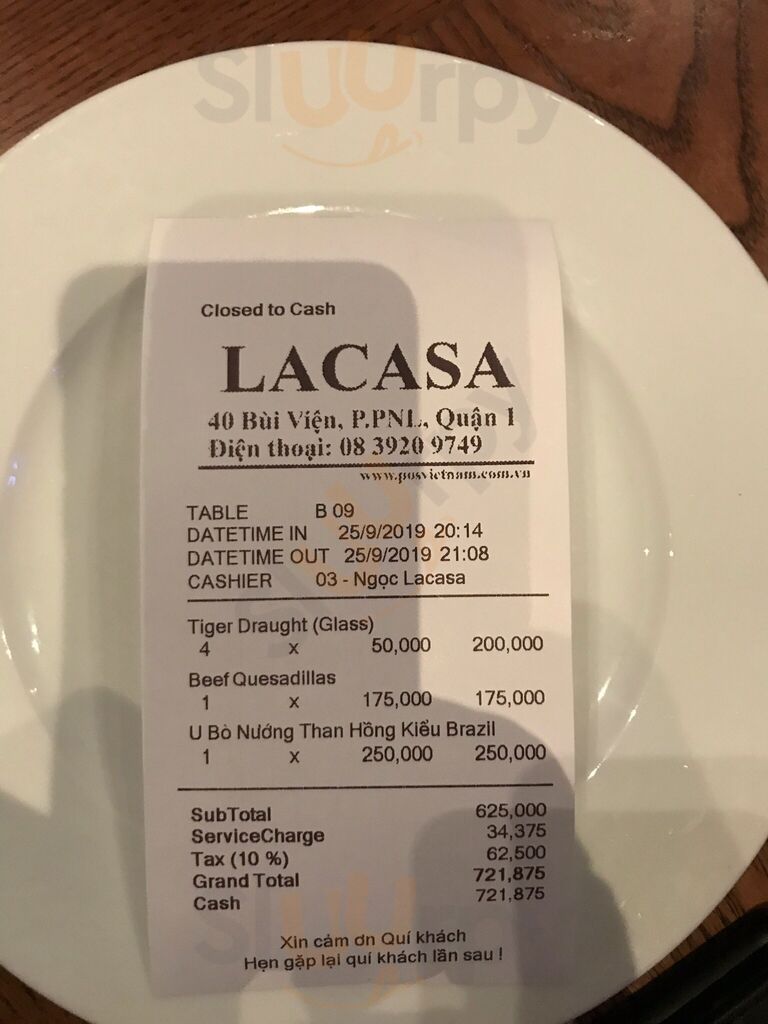 Sluurpy
Closed to Cash
LACASA
40 Bùi Viện, P.PNL, Quận 1
Điện thoại: 08 3920 9749
www.posvietnam.com.vn
TABLE B 09
DATETIME IN 25/9/2019 20:14
DATETIME OUT 25/9/2019 21:08
CASHIER 03 - Ngọc Lacasa
Tiger Draught (Glass)
4 x 50,000 200,000
Beef Quesadillas
1 x 175,000 175,000
U Bò Nướng Than Hồng Kiểu Brazil
1 x 250,000 250,000
SubTotal 625,000
ServiceCharge 34,375
Tax (10 %) 62,500
Grand Total 721,875
Cash 721,875
Xin cảm ơn Quí khách
Hẹn gặp lại quí khách lần sau !
Sluurpy